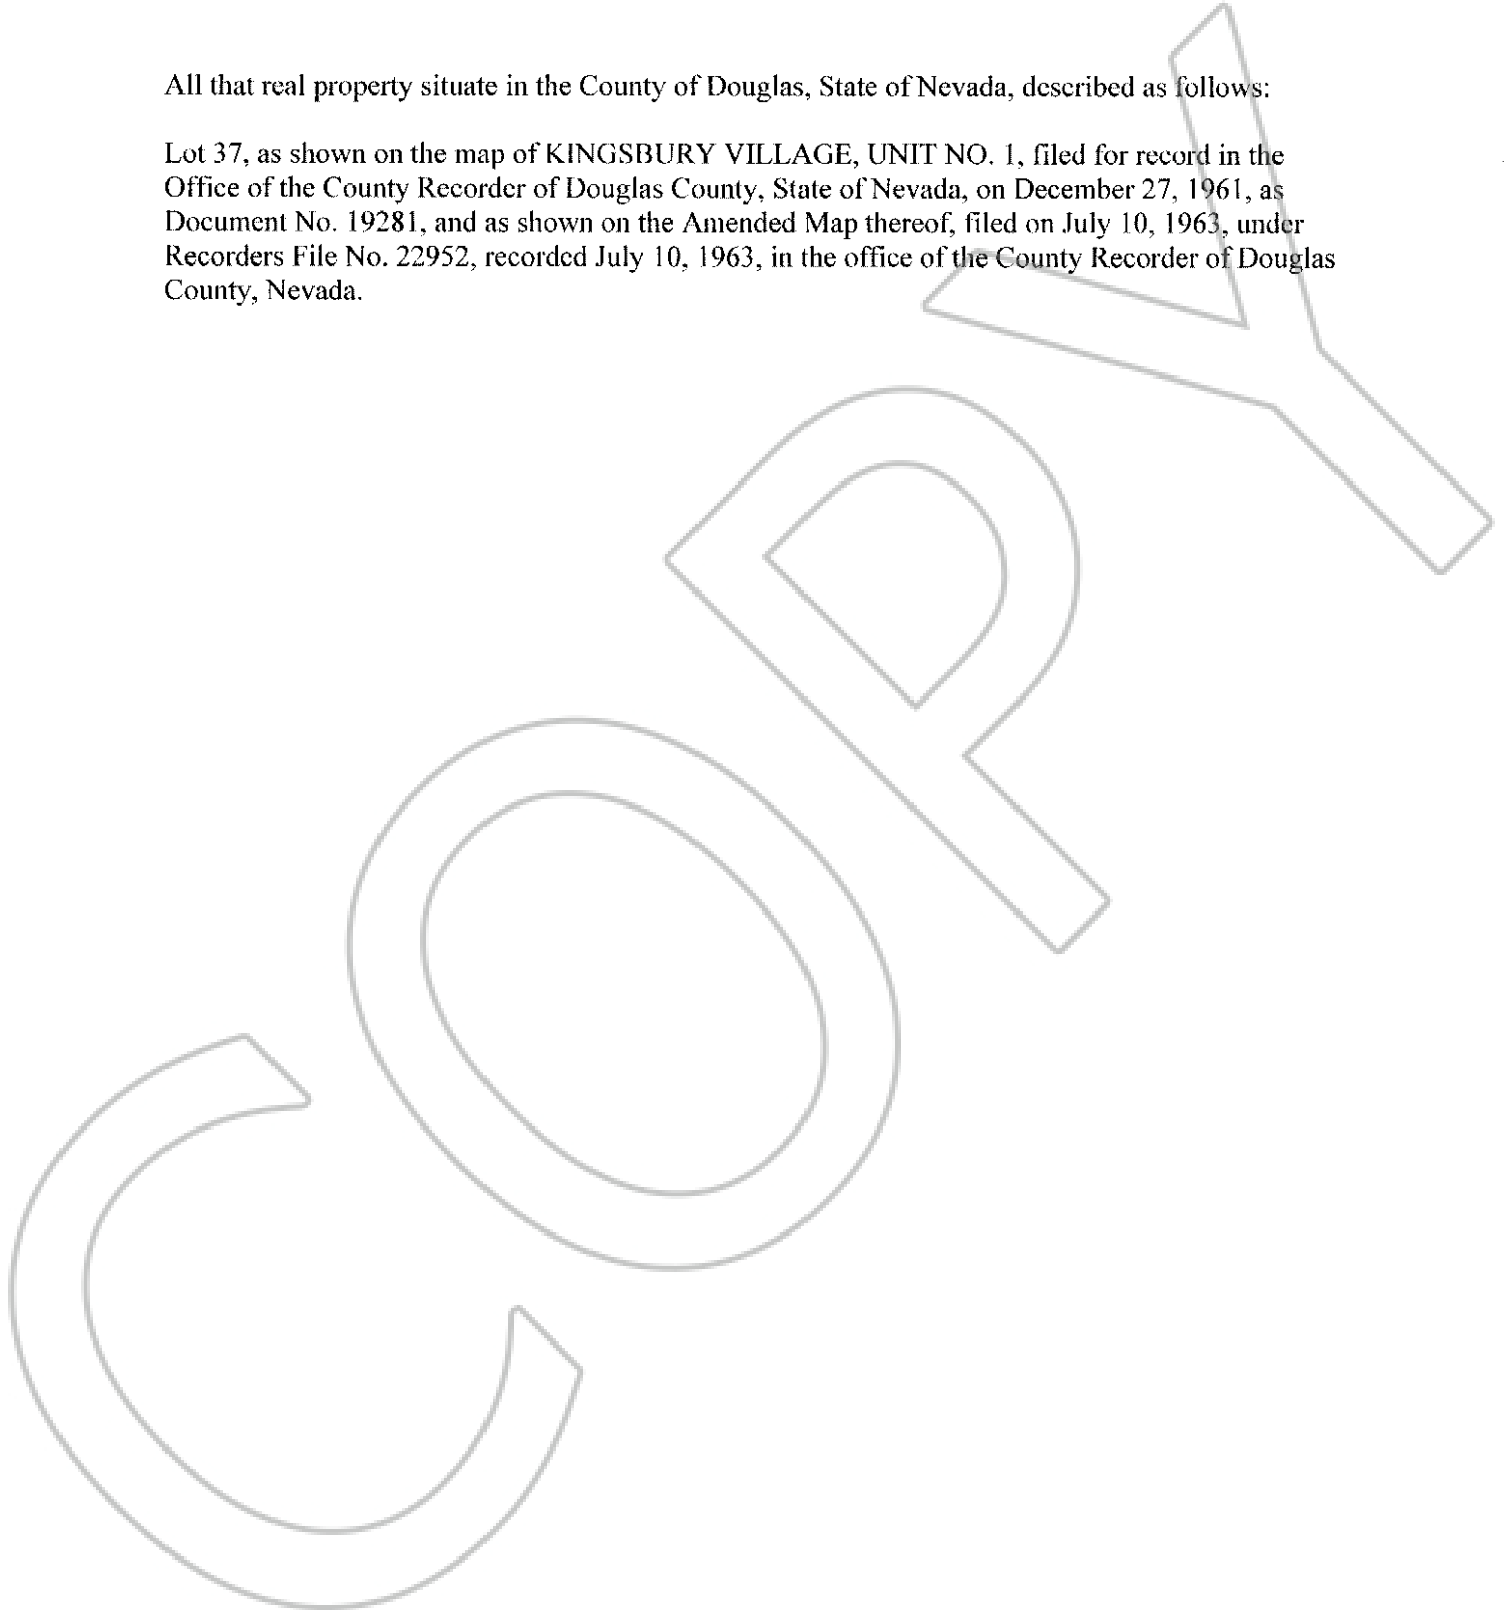 All that real property situate in the County of Douglas, State of Nevada, described as follows:
Lot 37, as shown on the map of KINGSBURY VILLAGE, UNIT NO. 1, filed for record in the
Office of the County Recorder of Douglas County, State of Nevada, on December 27, 1961, as
Document No. 19281, and as shown on the Amended Map thereof, filed on July 10, 1963, under
Recorders File No. 22952, recorded July 10, 1963, in the office of the County Recorder of Douglas
County, Nevada.
COPY